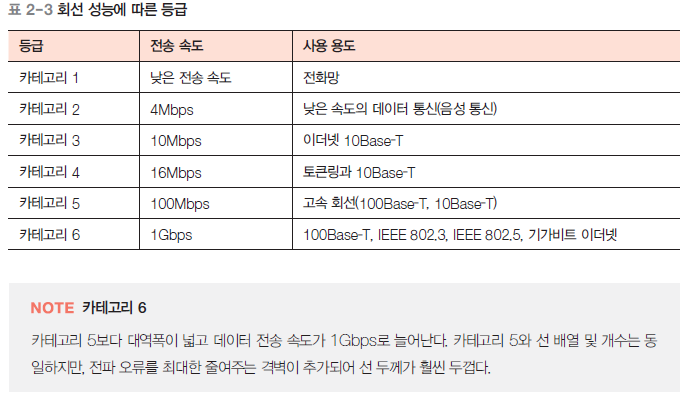 표 2-3 회선 성능에 따른 등급
등급 전송 속도 사용 용도
카테고리 1 낮은 전송 속도 전화망
카테고리 2 4Mbps 낮은 속도의 데이터 통신(음성 통신)
카테고리 3 10Mbps 이더넷 10Base-T
카테고리 4 16Mbps 토큰링과 10Base-T
카테고리 5 100Mbps 고속 회선(100Base-T, 10Base-T)
카테고리 6 1Gbps 100Base-T, IEEE 802.3, IEEE 802.5, 기가비트 이더넷
NOTE 카테고리 6
카테고리 5보다 대역폭이 넓고 데이터 전송 속도가 1Gbps로 늘어난다. 카테고리 5와 선 배열 및 개수는 동
일하지만, 전파 오류를 최대한 줄여주는 격벽이 추가되어 선 두께가 훨씬 두껍다.